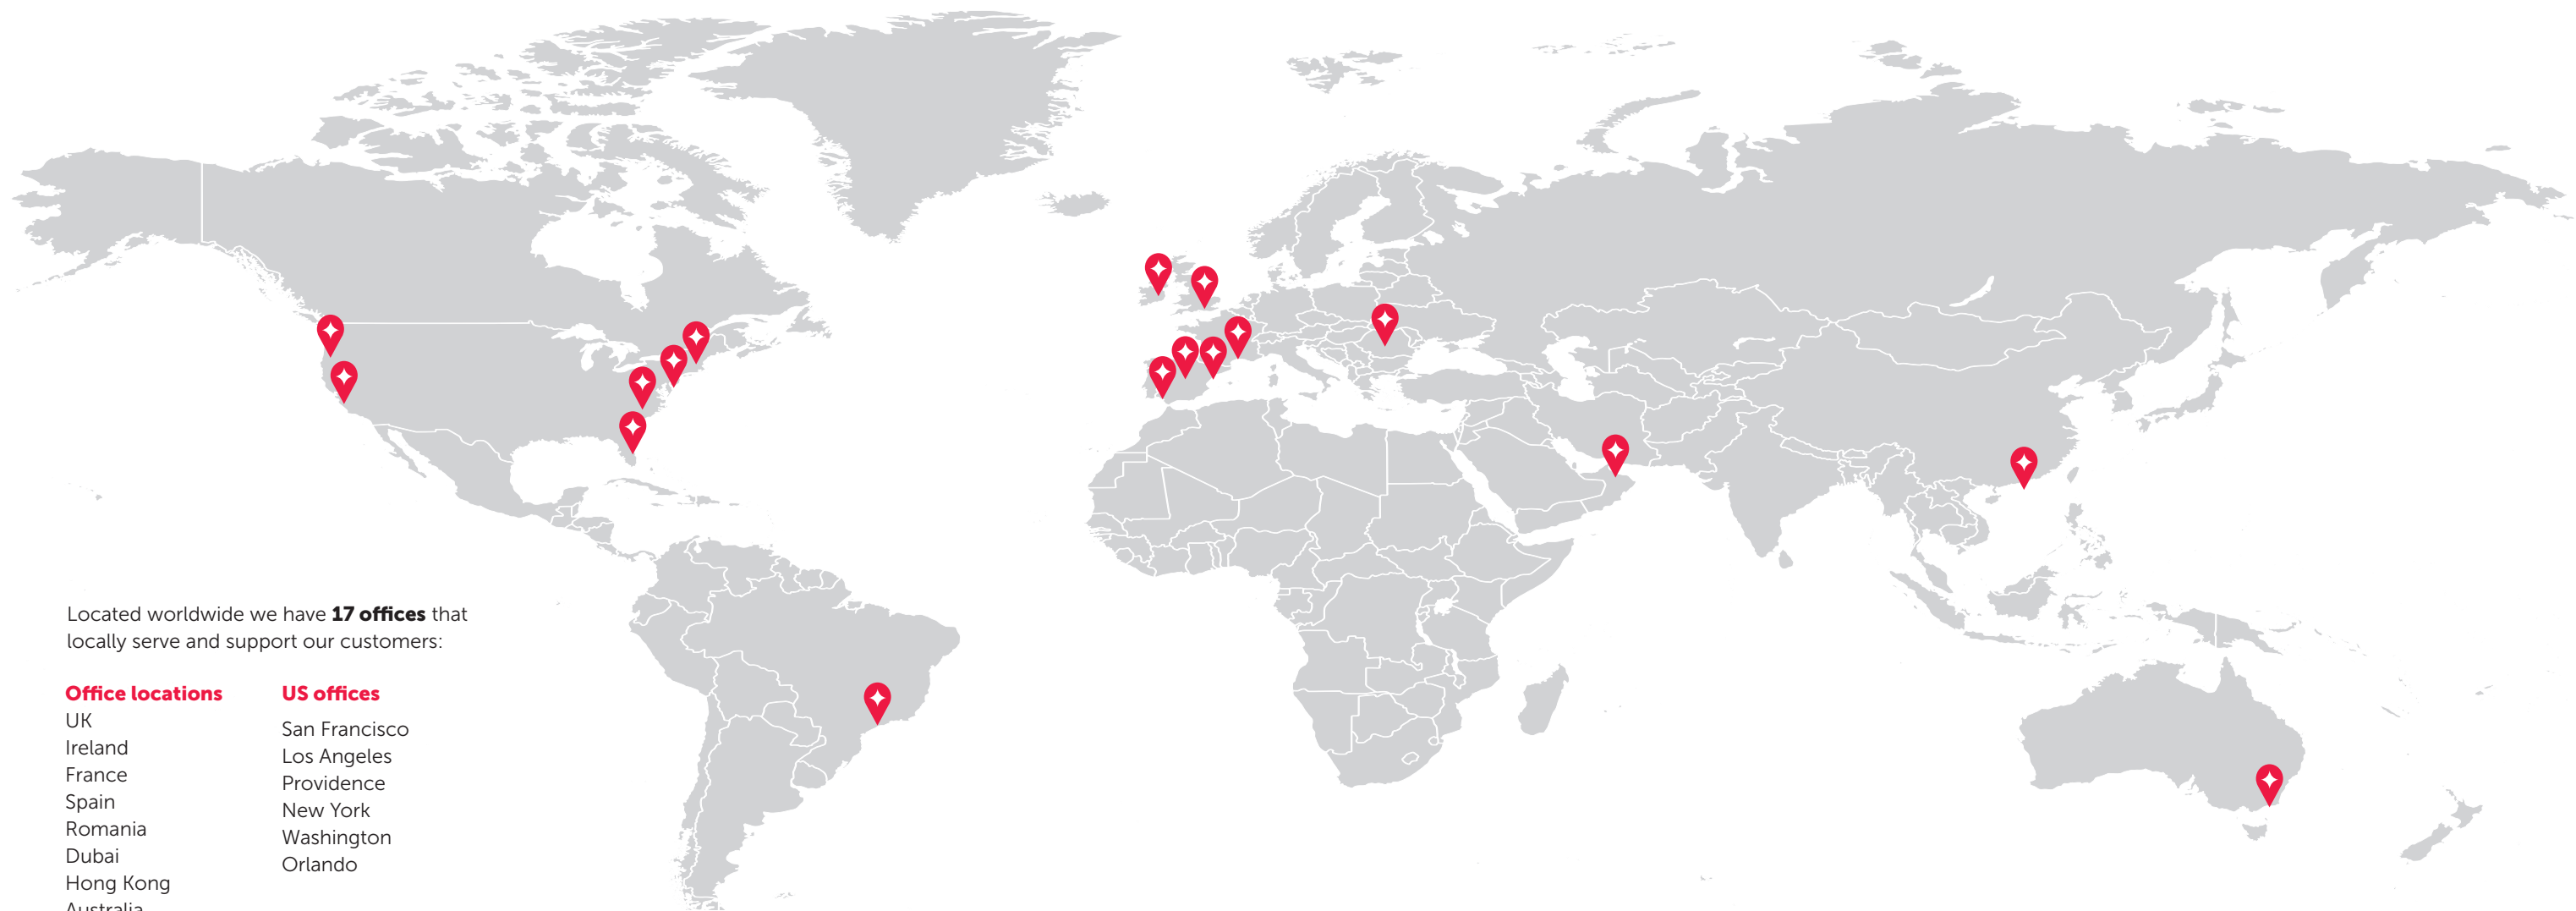 Located worldwide we have 17 offices that
locally serve and support our customers:
Office locations
UK
Ireland
France
Spain
Romania
Dubai
Hong Kong
Australia
US offices
San Francisco
Los Angeles
Providence
New York
Washington
Orlando